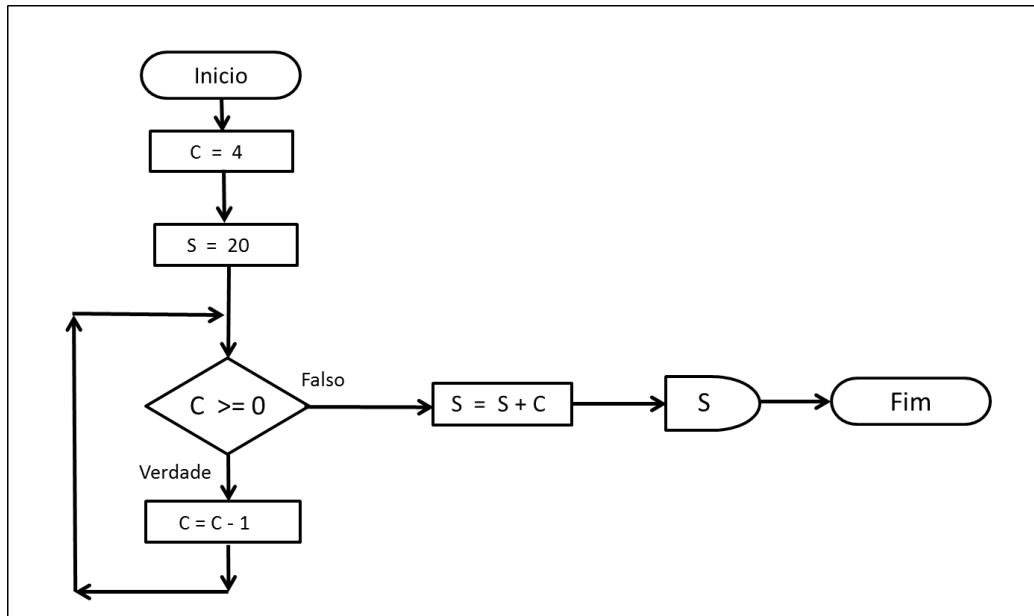 Inicio
C = 4
S = 20
C >= 0
Falso
S = S + C
S
Fim
Verdade
C = C - 1